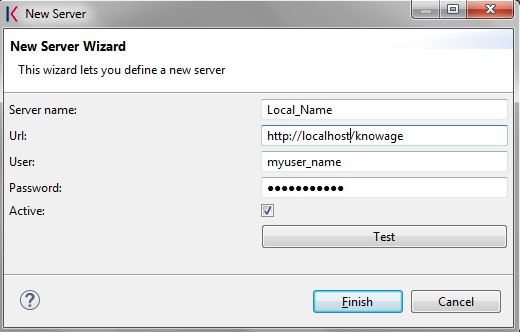 New Server
New Server Wizard
This wizard lets you define a new server
Server name: Local_Name
Url: http://localhost/knowage
User: myuser_name
Password: ●●●●●●●●●●●
Active:
Test
? Finish Cancel